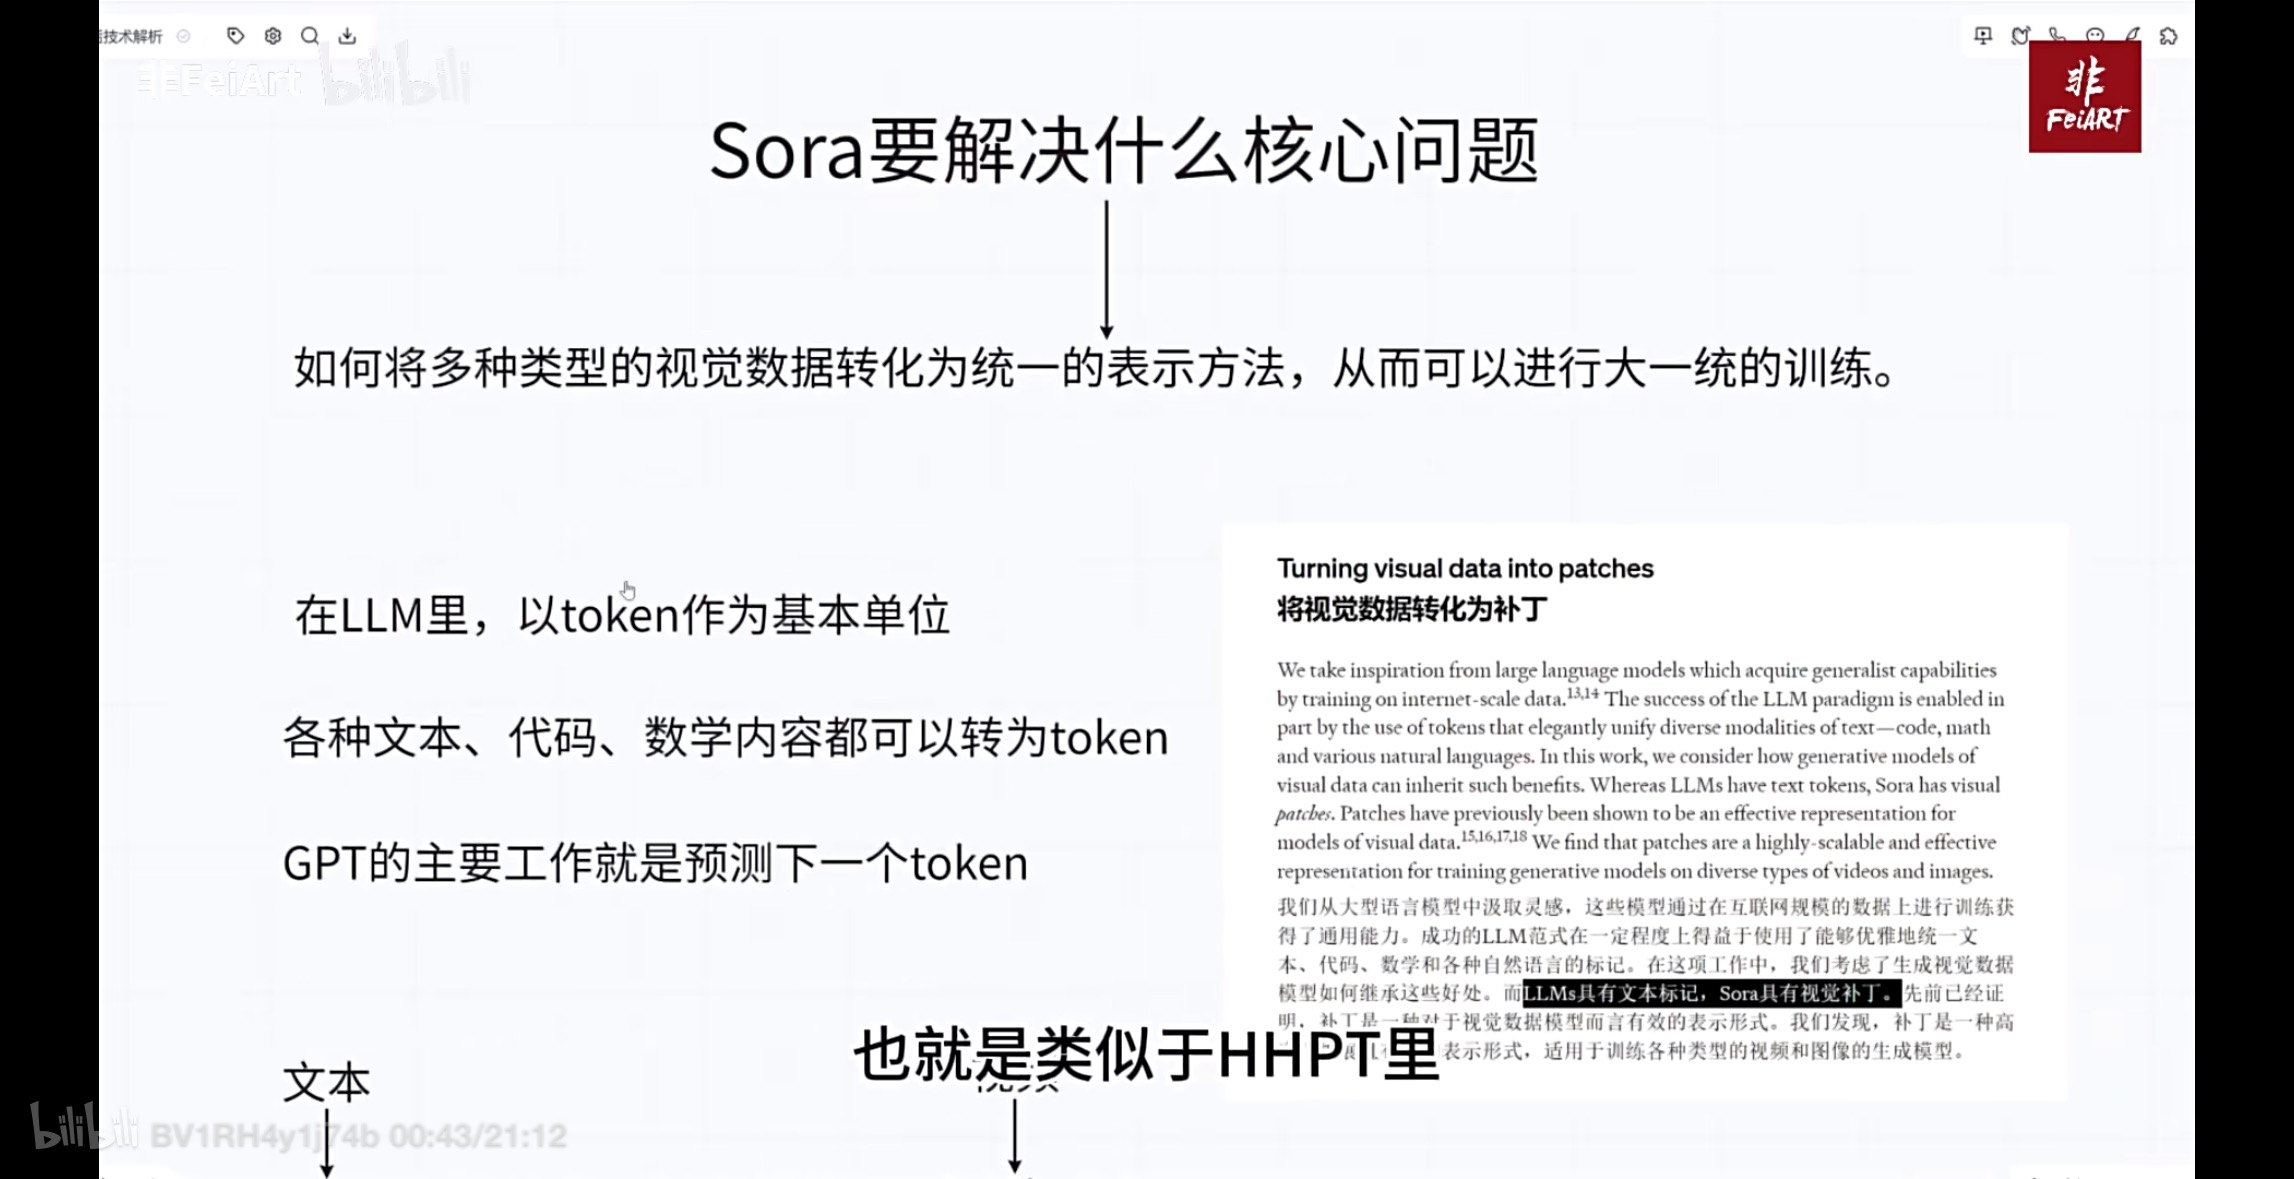 技术解析
非FeiArt bilibili
非
FeiART
Sora要解决什么核心问题
如何将多种类型的视觉数据转化为统一的表示方法，从而可以进行大一统的训练。
在LLM里，以token作为基本单位
各种文本、代码、数学内容都可以转为token
GPT的主要工作就是预测下一个token
Turning visual data into patches
将视觉数据转化为补丁
We take inspiration from large language models which acquire generalist capabilities
by training on internet-scale data.13,14 The success of the LLM paradigm is enabled in
part by the use of tokens that elegantly unify diverse modalities of text—code, math
and various natural languages. In this work, we consider how generative models of
visual data can inherit such benefits. Whereas LLMs have text tokens, Sora has visual
patches. Patches have previously been shown to be an effective representation for
models of visual data.15,16,17,18 We find that patches are a highly-scalable and effective
representation for training generative models on diverse types of videos and images.
我们从大型语言模型中汲取灵感，这些模型通过在互联网规模的数据上进行训练获
得了通用能力。成功的LLM范式在一定程度上得益于使用了能够优雅地统一文
本、代码、数学和各种自然语言的标记。在这项工作中，我们考虑了生成视觉数据
模型如何继承这些好处。而LLMs具有文本标记，Sora具有视觉补丁。先前已经证
明，补丁是一种对于视觉数据模型而言有效的表示形式。我们发现，补丁是一种高
表示形式，适用于训练各种类型的视频和图像的生成模型。
也就是类似于HHPT里
文本
bilibili BV1RH4y1j74b 00:43/21:12